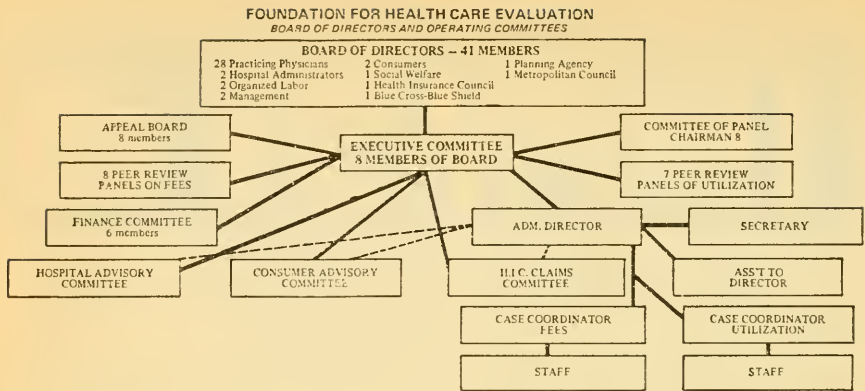 FOUNDATION FOR HEALTH CARE EVALUATION
BOARD OF DIRECTORS AND OPERATING COMMITTEES
BOARD OF DIRECTORS – 41 MEMBERS
28 Practicing Physicians
2 Hospital Administrators
2 Organized Labor
2 Management
2 Consumers
1 Social Welfare
1 Health Insurance Council
1 Blue Cross-Blue Shield
1 Planning Agency
1 Metropolitan Council
APPEAL BOARD
8 members
EXECUTIVE COMMITTEE
8 MEMBERS OF BOARD
COMMITTEE OF PANEL
CHAIRMAN 8
8 PEER REVIEW
PANELS ON FEES
7 PEER REVIEW
PANELS OF UTILIZATION
FINANCE COMMITTEE
6 members
ADM. DIRECTOR
SECRETARY
HOSPITAL ADVISORY
COMMITTEE
CONSUMER ADVISORY
COMMITTEE
H.I.C. CLAIMS
COMMITTEE
ASS'T TO
DIRECTOR
CASE COORDINATOR
FEES
CASE COORDINATOR
UTILIZATION
STAFF
STAFF